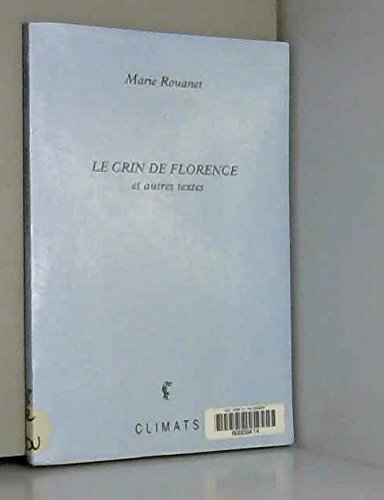 Marie Rouanet
LE CRIN DE FLORENCE
et autres textes
CLIMATS